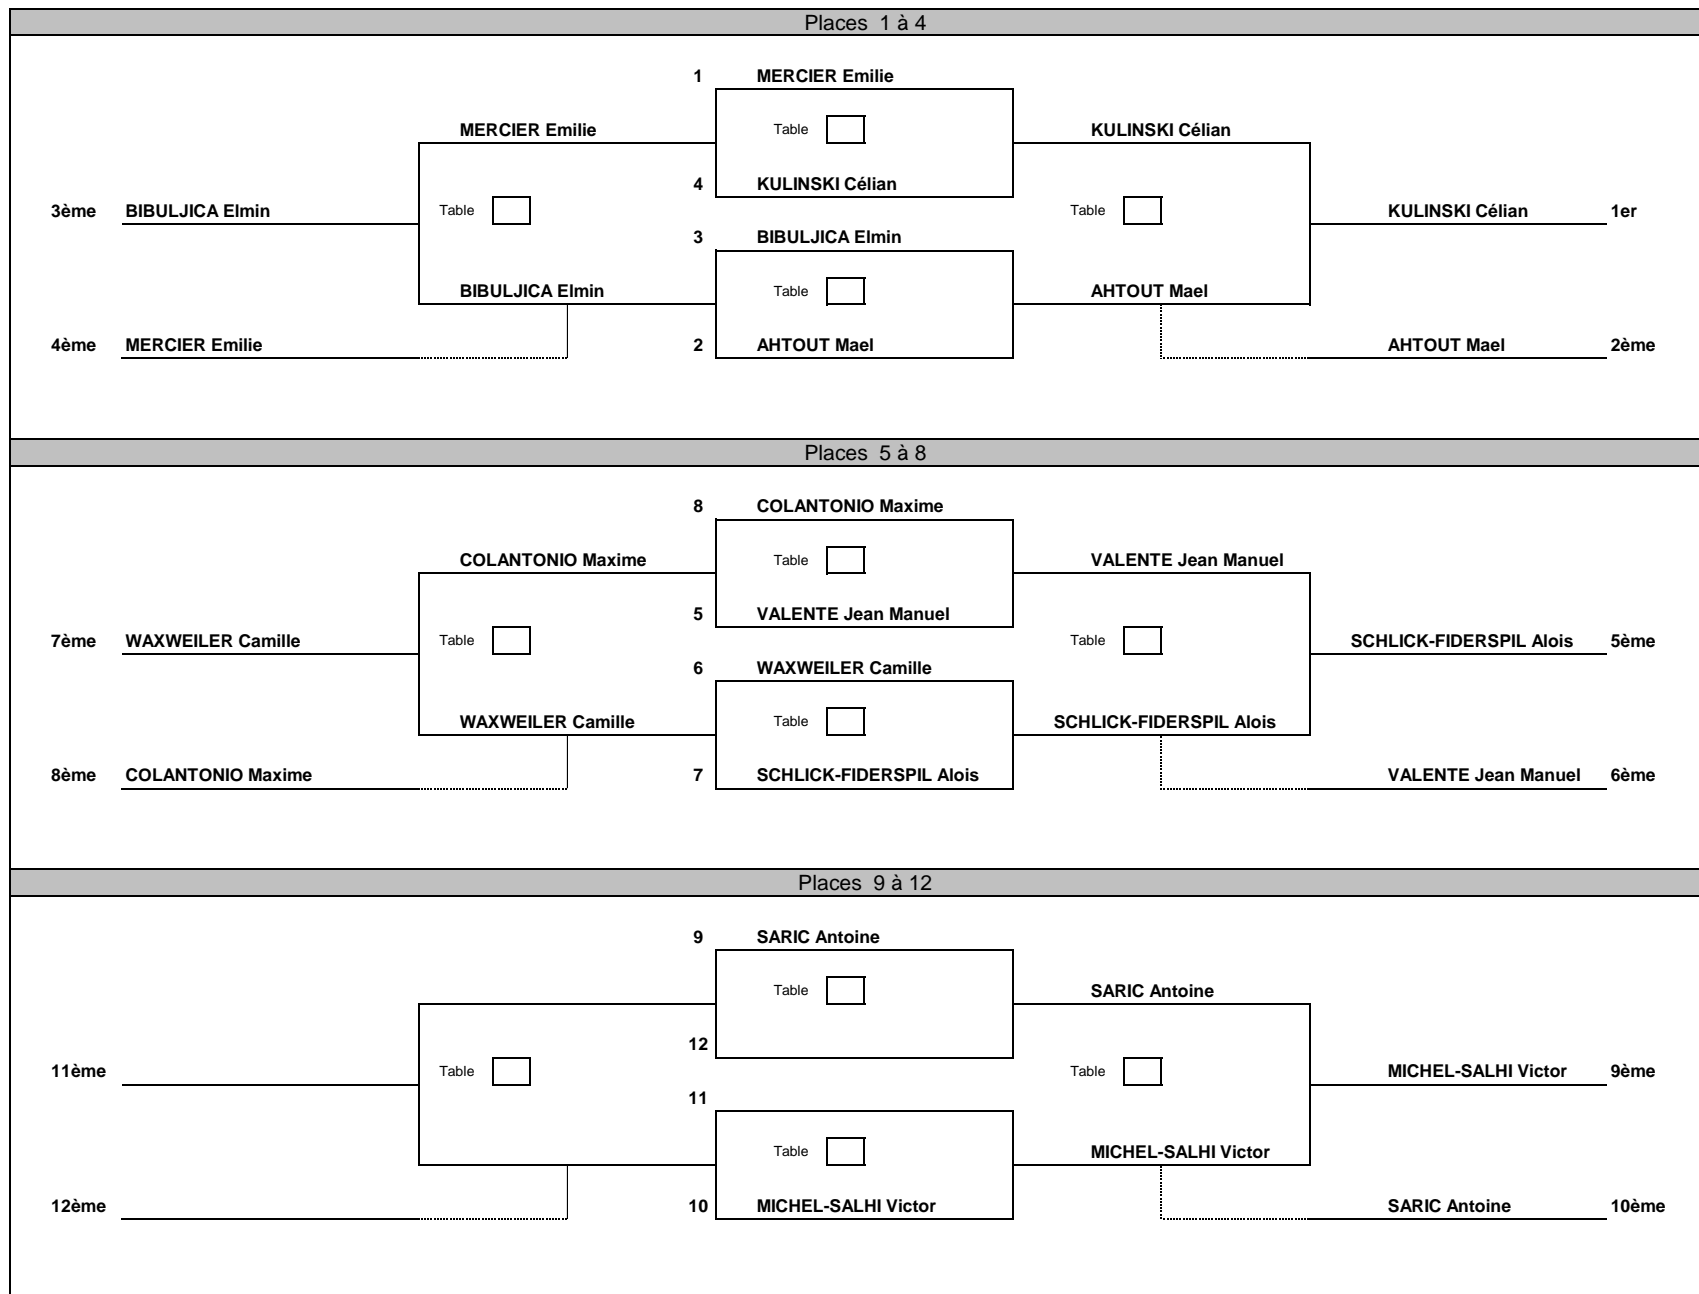 Places 1 à 4
1 MERCIER Emilie
MERCIER Emilie Table KULINSKI Célian
4 KULINSKI Célian
3ème BIBULJICA Elmin Table Table KULINSKI Célian 1er
3 BIBULJICA Elmin
BIBULJICA Elmin Table AHTOUT Mael
4ème MERCIER Emilie 2 AHTOUT Mael AHTOUT Mael 2ème
Places 5 à 8
8 COLANTONIO Maxime
COLANTONIO Maxime Table VALENTE Jean Manuel
5 VALENTE Jean Manuel
7ème WAXWEILER Camille Table Table SCHLICK-FIDERSPIL Alois 5ème
6 WAXWEILER Camille
WAXWEILER Camille Table SCHLICK-FIDERSPIL Alois
8ème COLANTONIO Maxime 7 SCHLICK-FIDERSPIL Alois VALENTE Jean Manuel 6ème
Places 9 à 12
9 SARIC Antoine
Table SARIC Antoine
12
11ème Table Table MICHEL-SALHI Victor 9ème
11
Table MICHEL-SALHI Victor
12ème 10 MICHEL-SALHI Victor SARIC Antoine 10ème